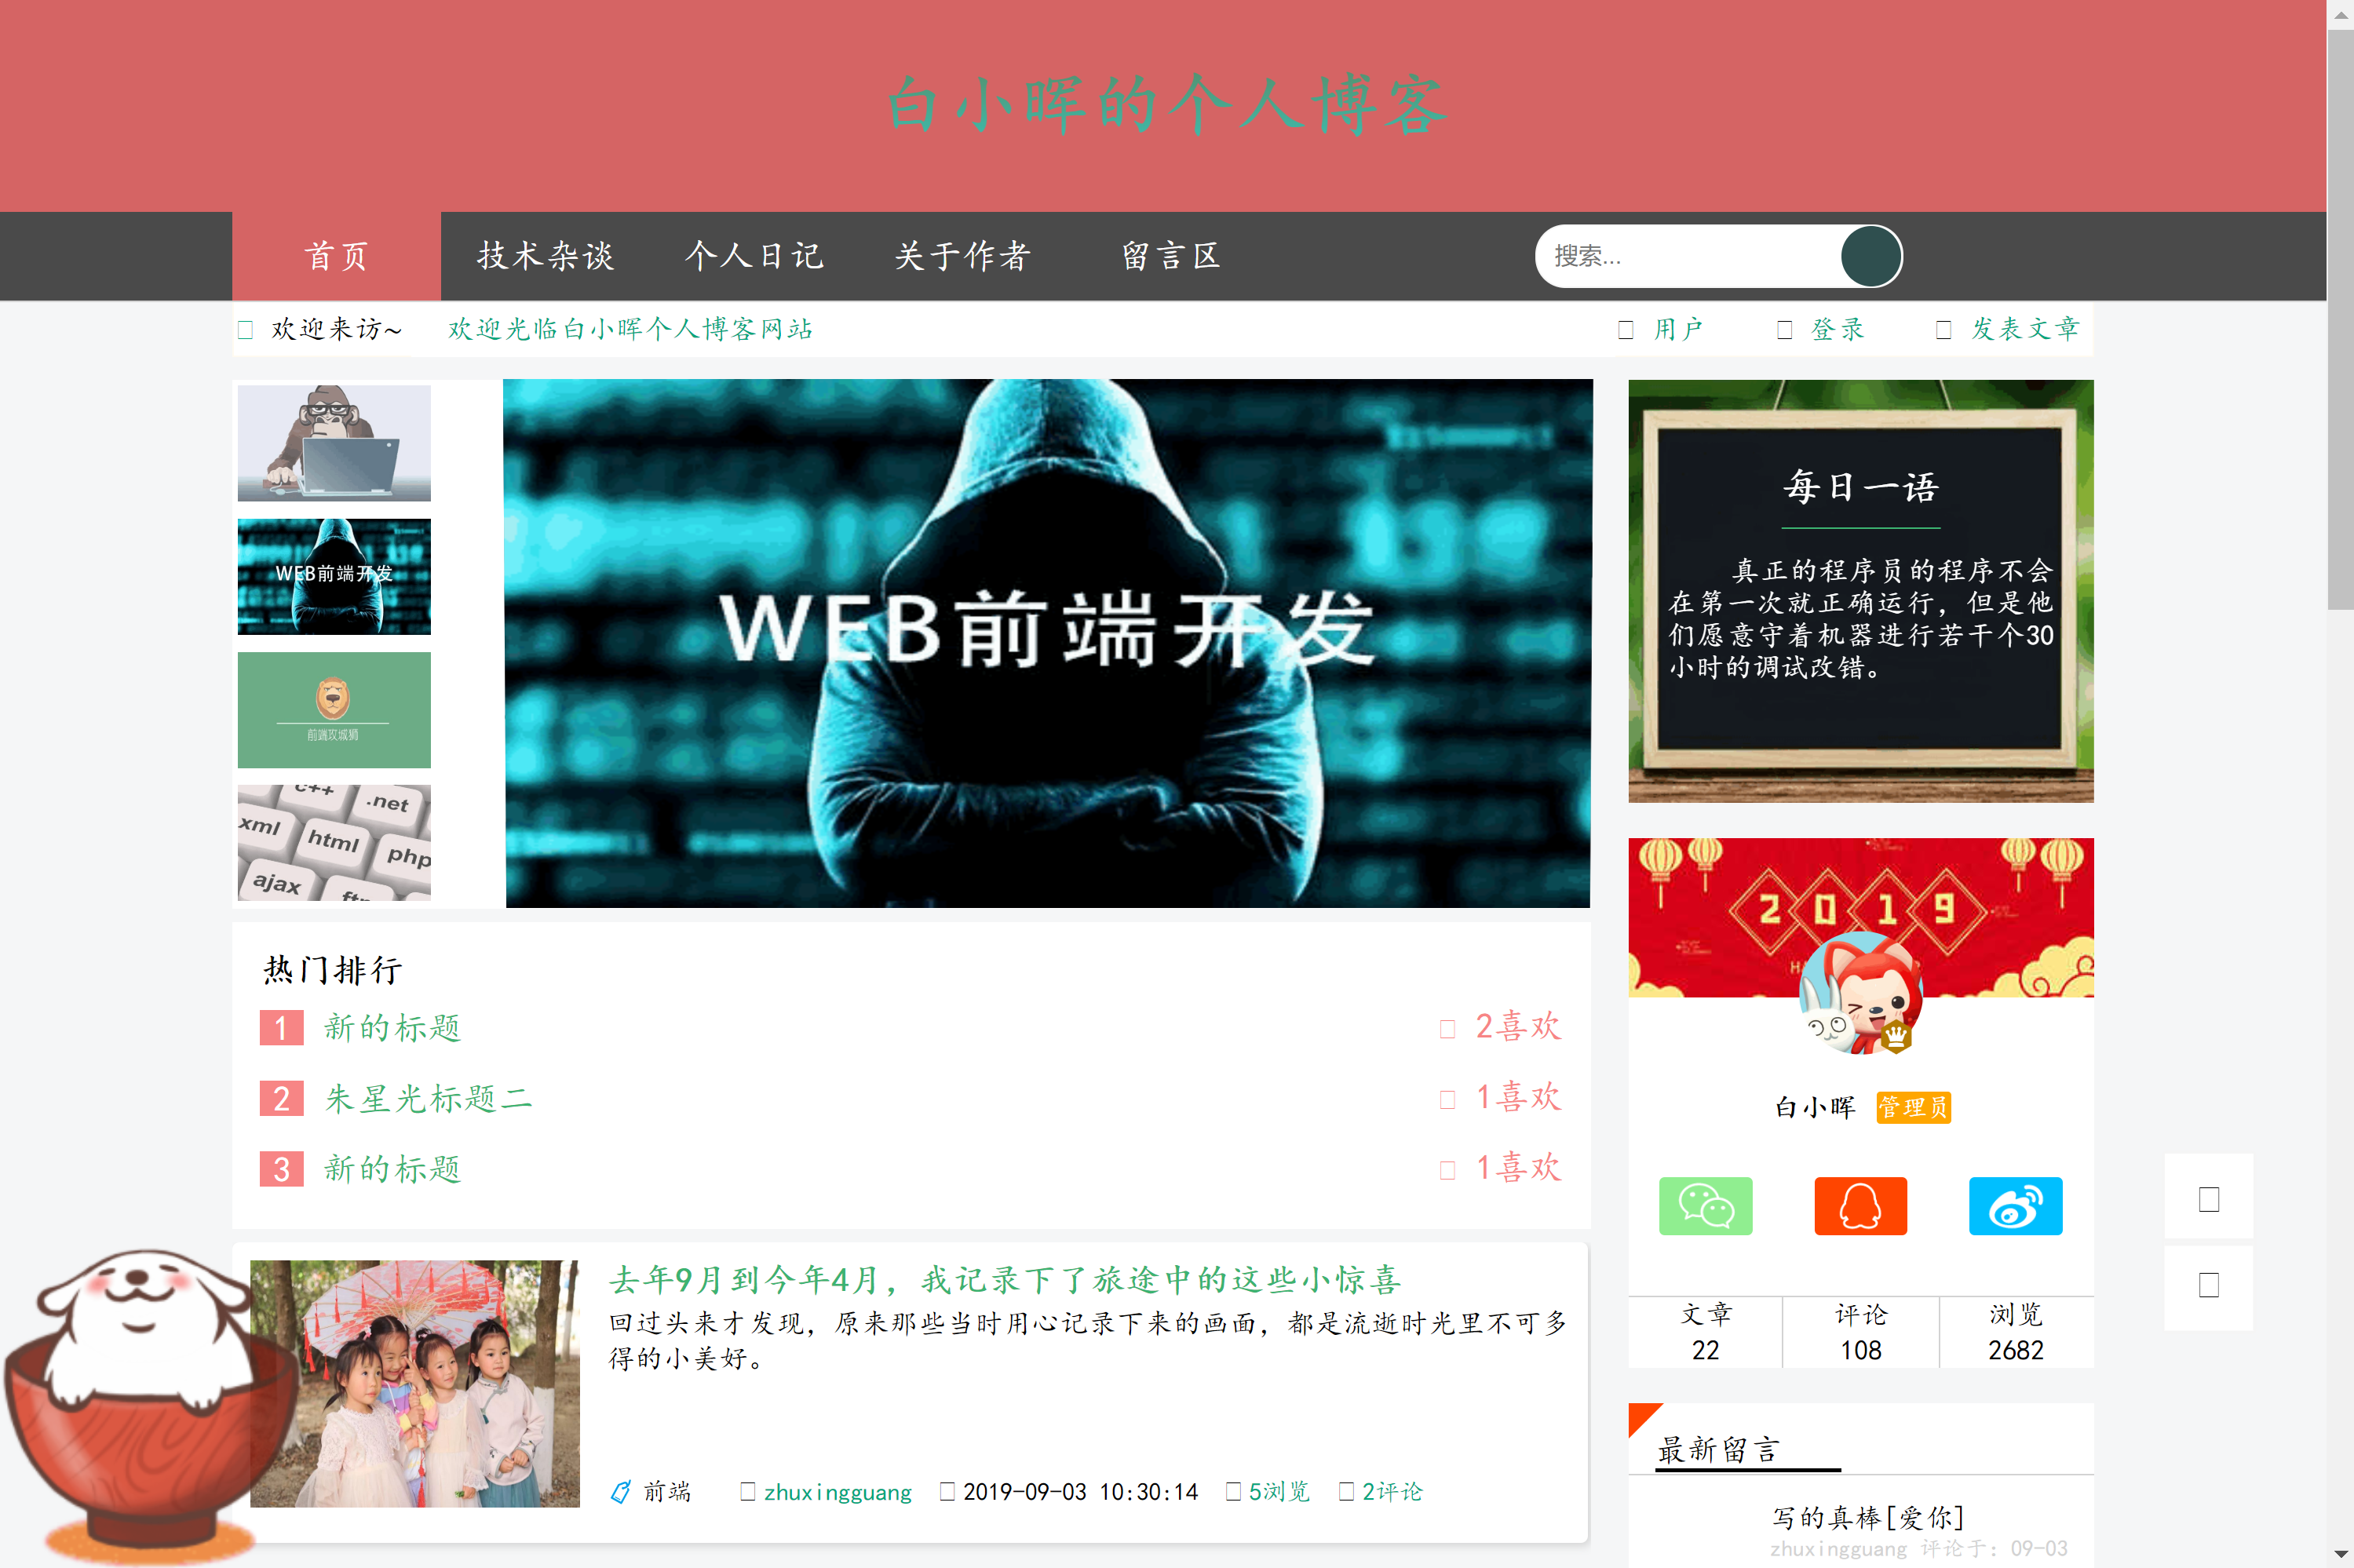 白小晖的个人博客
首页 技术杂谈 个人日记 关于作者 留言区 搜索...
欢迎来访~ 欢迎光临白小晖个人博客网站 用户 登录 发表文章
WEB前端开发
前端攻城狮
c++ .net
xml html php
ajax
WEB前端开发
每日一语
真正的程序员的程序不会
在第一次就正确运行，但是他
们愿意守着机器进行若干个30
小时的调试改错。
2019
热门排行
1 新的标题 2喜欢
2 朱星光标题二 1喜欢
3 新的标题 1喜欢
白小晖 管理员
文章 评论 浏览
22 108 2682
去年9月到今年4月，我记录下了旅途中的这些小惊喜
回过头来才发现，原来那些当时用心记录下来的画面，都是流逝时光里不可多
得的小美好。
前端 zhuxingguang 2019-09-03 10:30:14 5浏览 2评论
最新留言
写的真棒[爱你]
zhuxingguang 评论于：09-03